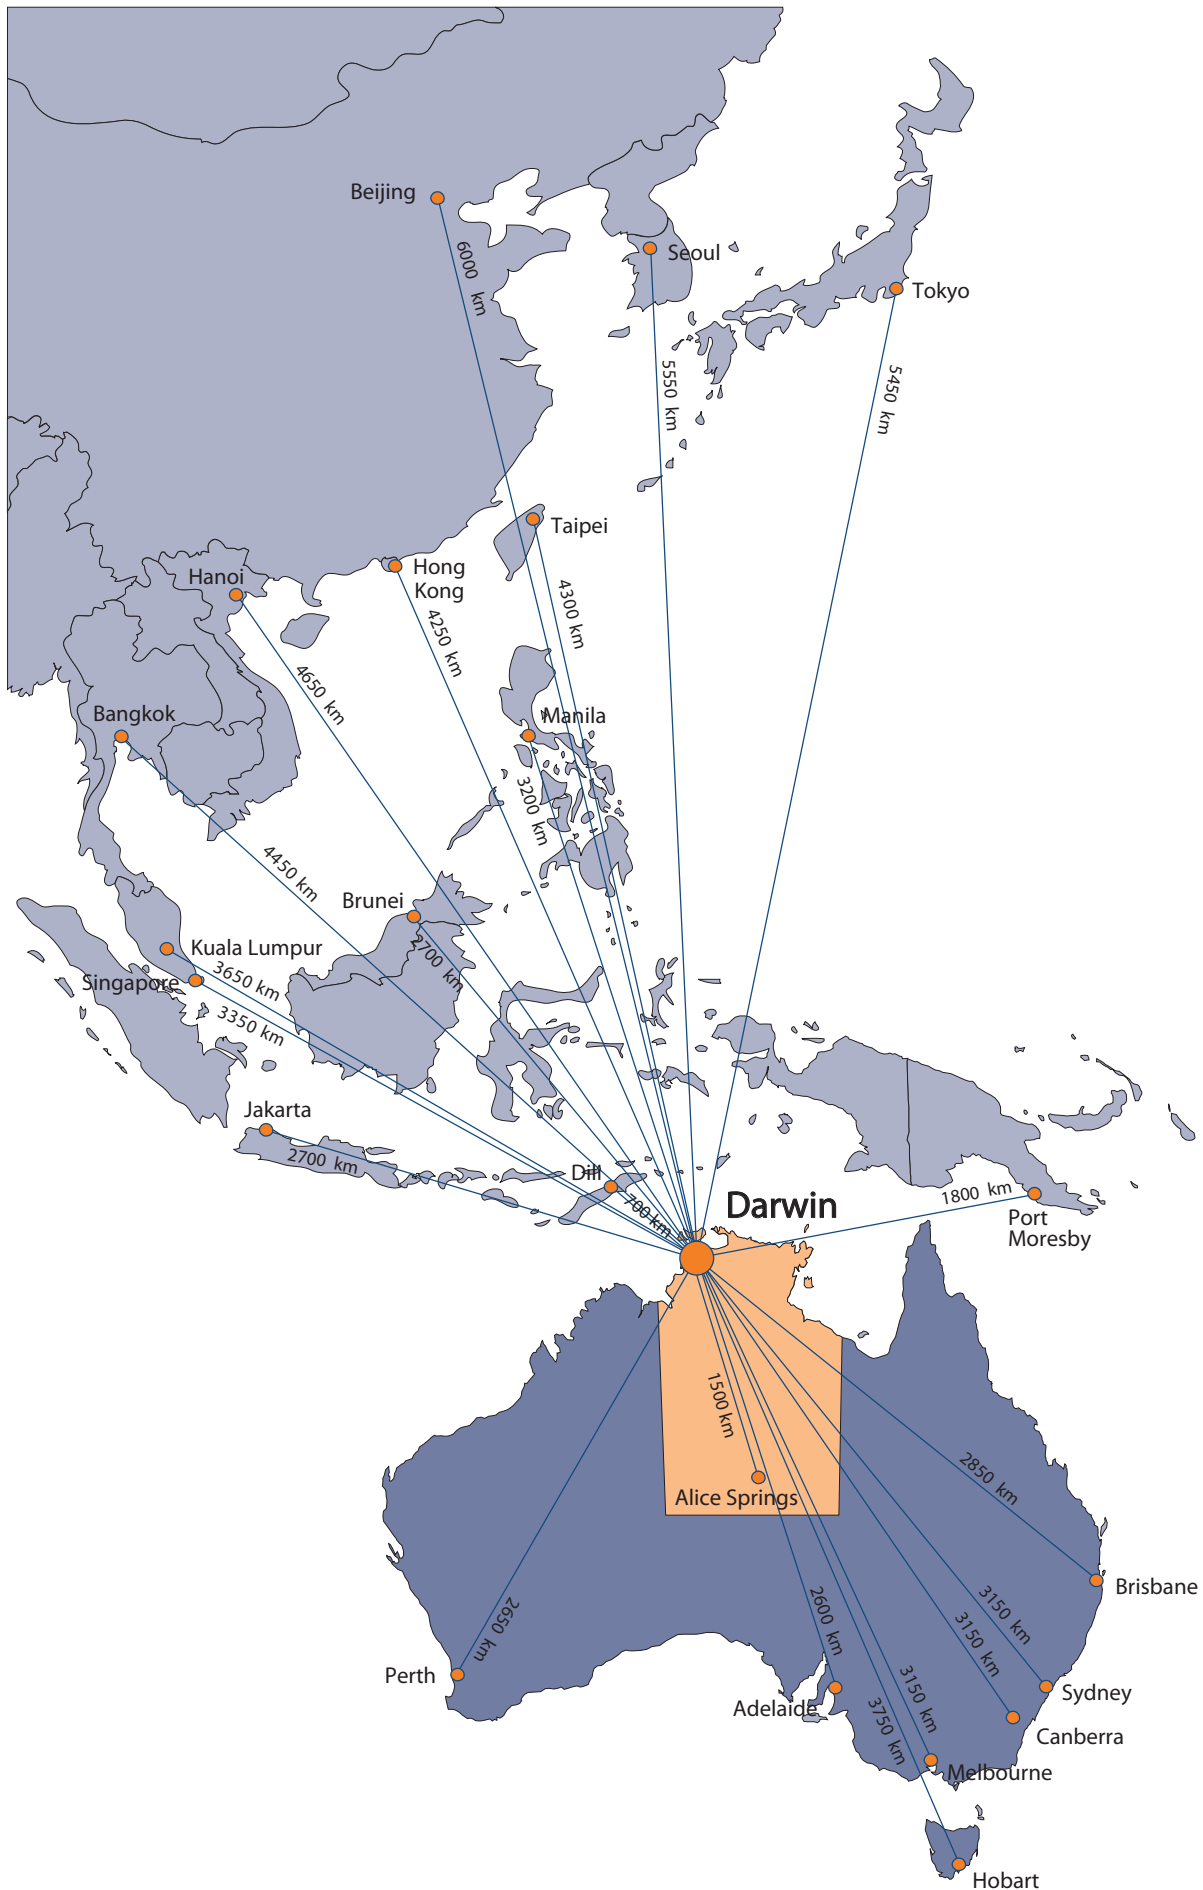 Beijing
6000 km
Seoul
Tokyo
5550 km
5450 km
Taipei
Hong
Kong
Hanoi
4300 km
4250 km
4650 km
Bangkok
Manila
3200 km
4450 km
Brunei
2700 km
Kuala Lumpur
3650 km
Singapore
3350 km
Jakarta
2700 km
Dill
700 km
Darwin
1800 km
Port
Moresby
1500 km
Alice Springs
2850 km
Brisbane
2650 km
2600 km
3150 km
3150 km
Perth
3150 km
Sydney
Adelaide
3750 km
Canberra
Melbourne
Hobart